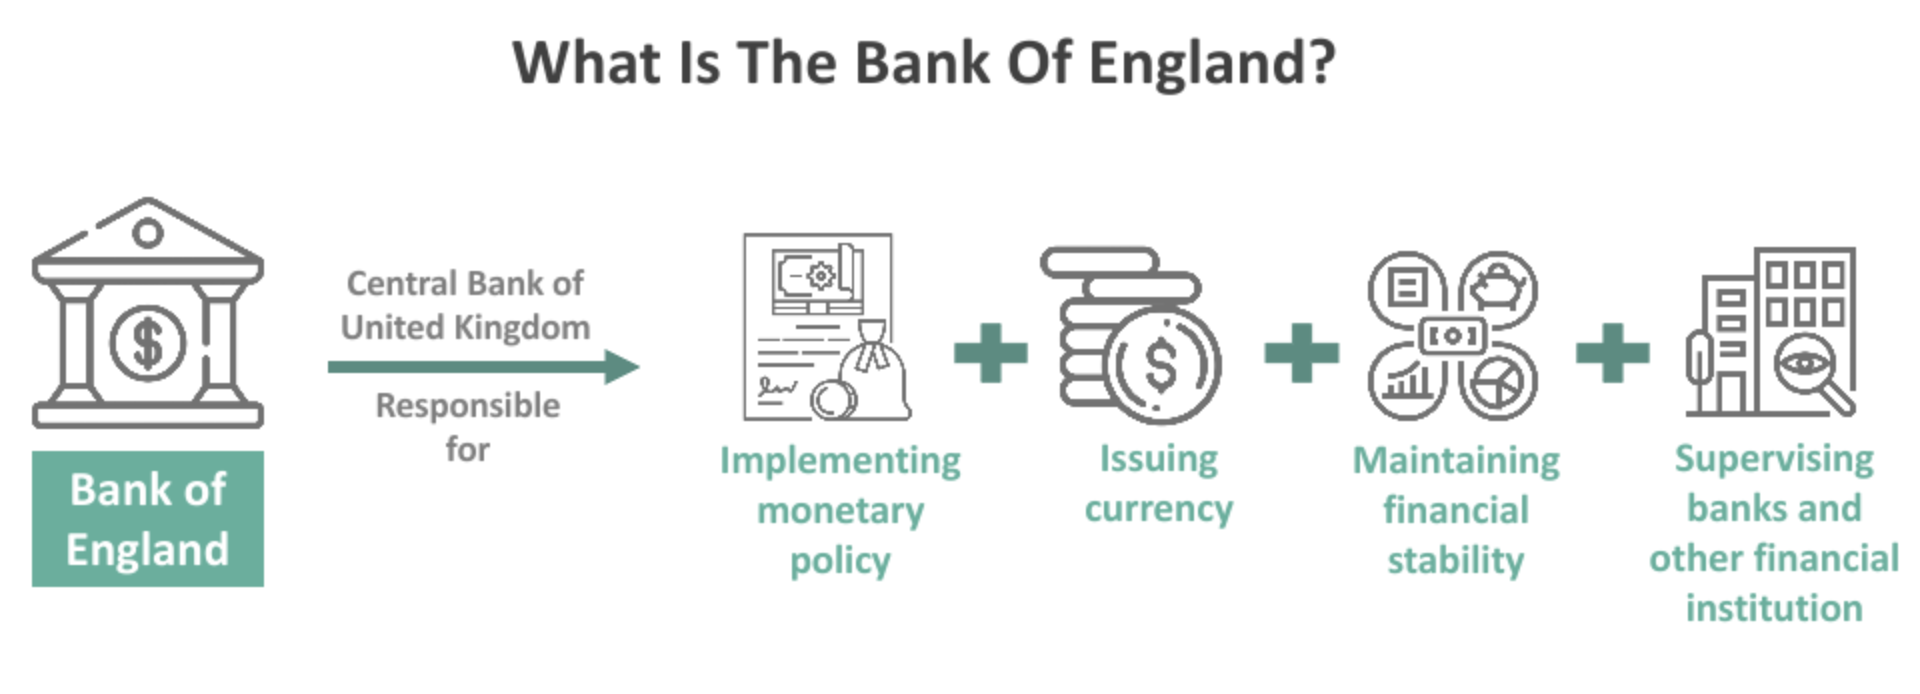 What Is The Bank Of England?
Bank of
England
Central Bank of
United Kingdom
Responsible
for
Implementing
monetary
policy
Issuing
currency
Maintaining
financial
stability
Supervising
banks and
other financial
institution